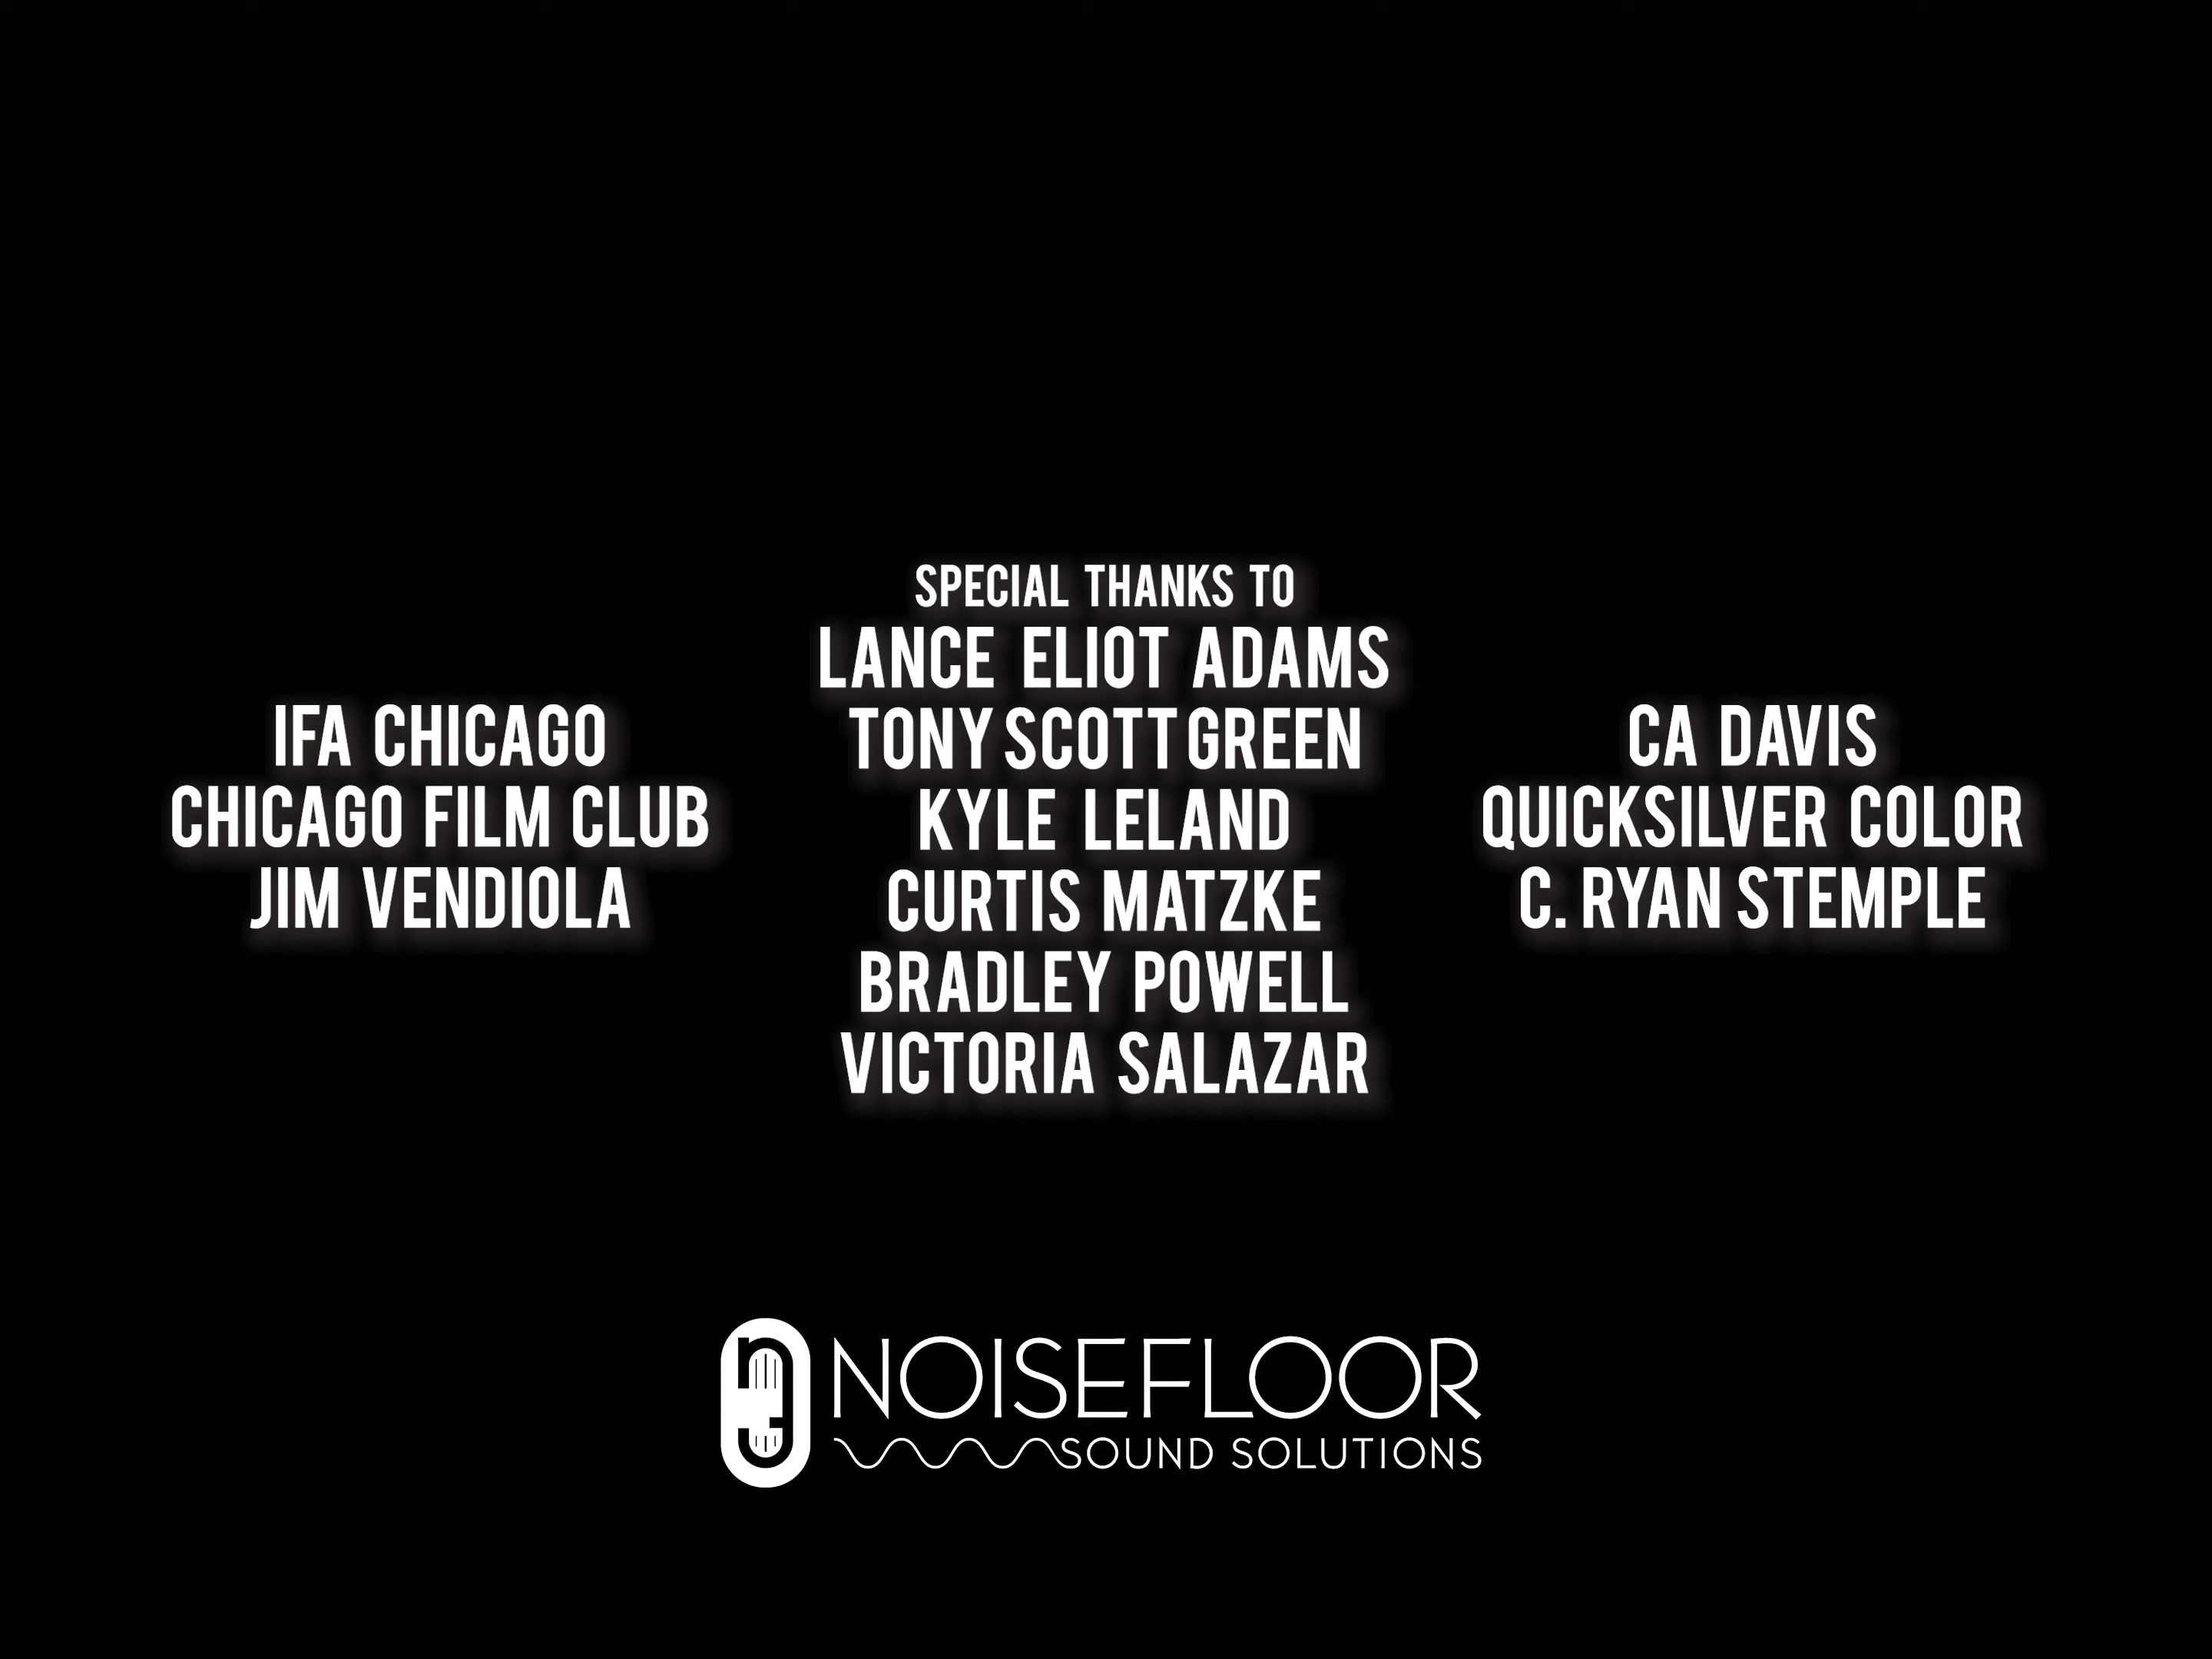 SPECIAL THANKS TO
LANCE ELIOT ADAMS
TONY SCOTT GREEN
KYLE LELAND
CURTIS MATZKE
BRADLEY POWELL
VICTORIA SALAZAR
IFA CHICAGO
CHICAGO FILM CLUB
JIM VENDIOLA
CA DAVIS
QUICKSILVER COLOR
C. RYAN STEMPLE
NOISEFLOOR
SOUND SOLUTIONS